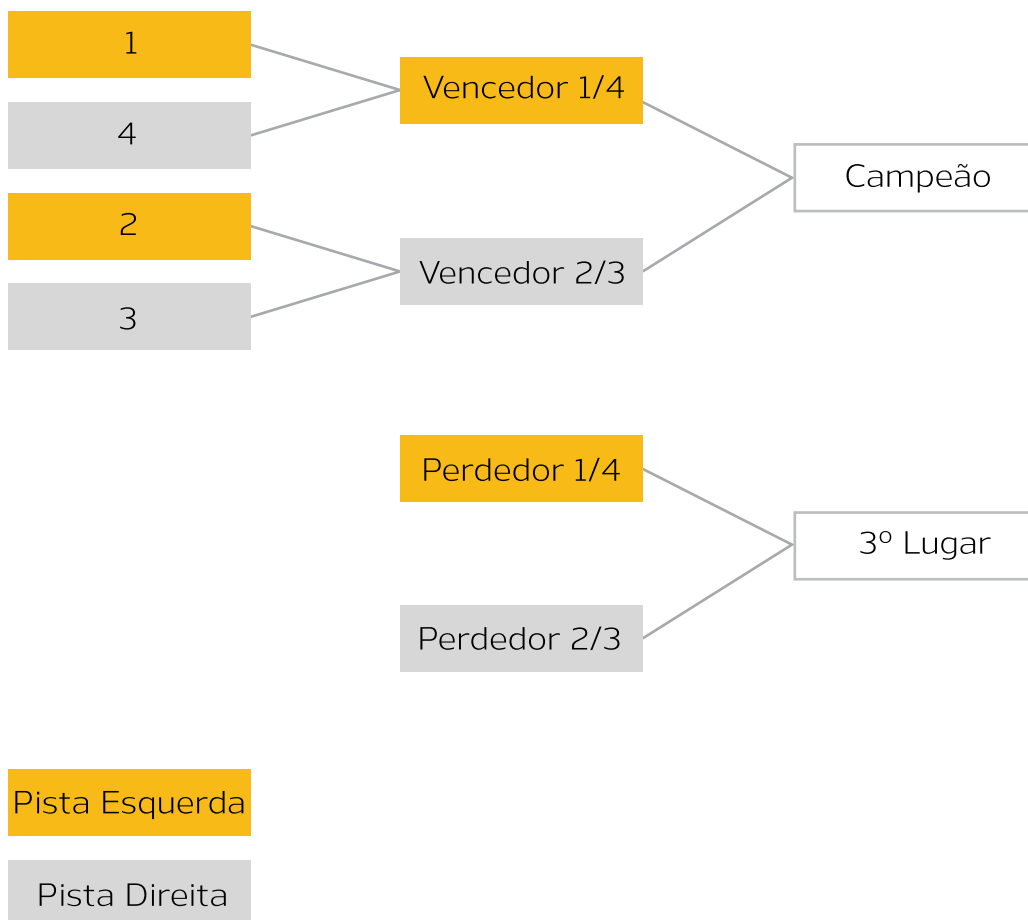 1
4
2
3
Vencedor 1/4
Vencedor 2/3
Campeão
Perdedor 1/4
Perdedor 2/3
3º Lugar
Pista Esquerda
Pista Direita